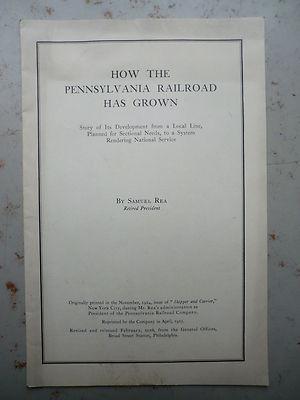 HOW THE
PENNSYLVANIA RAILROAD
HAS GROWN
Story of Its Development from a Local Line,
Planned for Sectional Needs, to a System
Rendering National Service
BY SAMUEL REA
Retired President
Originally printed in the November, 1924, issue of "Shipper and Carrier,"
New York City, during Mr. Rea's administration as
President of the Pennsylvania Railroad Company.
Reprinted by the Company in April, 1925.
Revised and reissued February, from the General Offices,
Broad Street Station, Philadelphia.